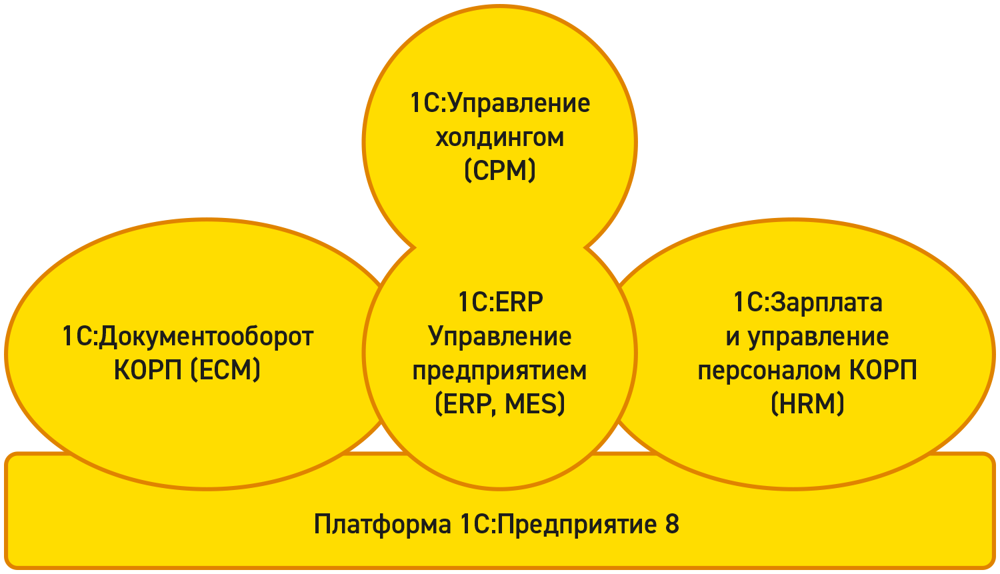 1С:Управление
холдингом
(CPM)
1С:Документооборот
КОРП (ECM)
1С:ERP
Управление
предприятием
(ERP, MES)
1С:Зарплата
и управление
персоналом КОРП
(HRM)
Платформа 1С:Предприятие 8